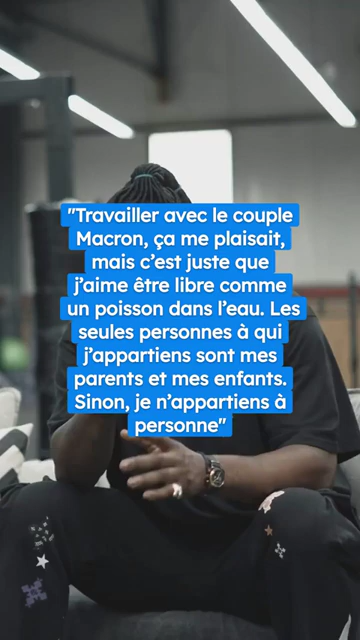 "Travailler avec le couple
Macron, ça me plaisait,
mais c’est juste que
j’aime être libre comme
un poisson dans l’eau. Les
seules personnes à qui
j’appartiens sont mes
parents et mes enfants.
Sinon, je n’appartiens à
personne"